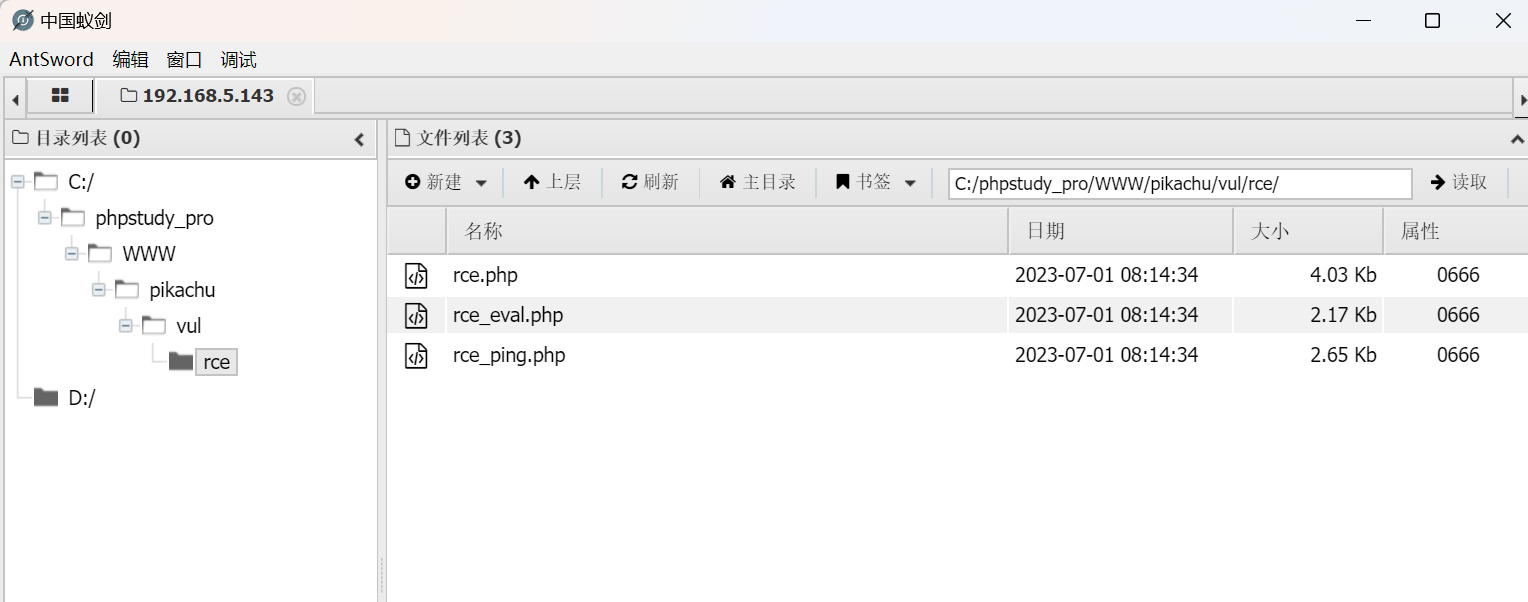 中国蚁剑
AntSword 编辑 窗口 调试
192.168.5.143
目录列表 (0)
C:/
phpstudy_pro
WWW
pikachu
vul
rce
D:/
文件列表 (3)
新建 上层 刷新 主目录 书签 C:/phpstudy_pro/WWW/pikachu/vul/rce/ 读取
名称 日期 大小 属性
rce.php 2023-07-01 08:14:34 4.03 Kb 0666
rce_eval.php 2023-07-01 08:14:34 2.17 Kb 0666
rce_ping.php 2023-07-01 08:14:34 2.65 Kb 0666